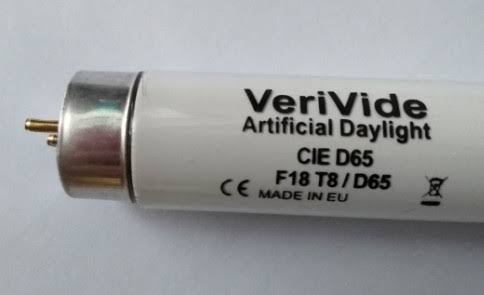 VeriVide
Artificial Daylight
CIE D65
F18 T8 / D65
CE MADE IN EU